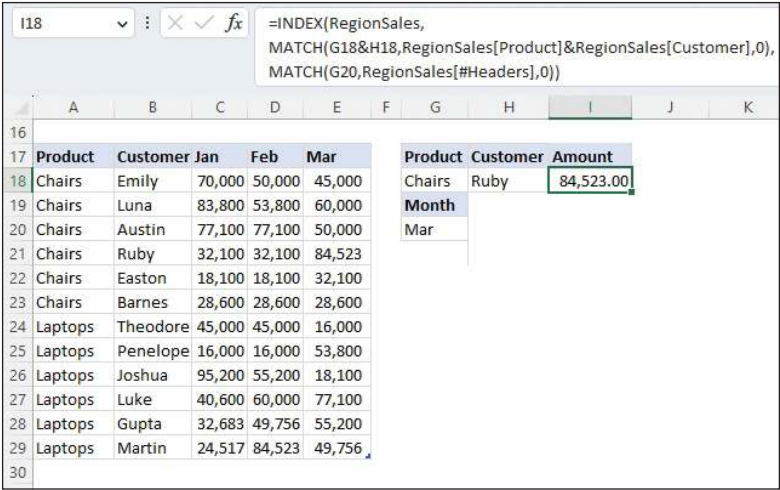 I18 fx =INDEX(RegionSales,
MATCH(G18&H18,RegionSales[Product]&RegionSales[Customer],0),
MATCH(G20,RegionSales[#Headers],0))
A B C D E F G H I J K
16
17 Product Customer Jan Feb Mar Product Customer Amount
18 Chairs Emily 70,000 50,000 45,000 Chairs Ruby 84,523.00
19 Chairs Luna 83,800 53,800 60,000 Month
20 Chairs Austin 77,100 77,100 50,000 Mar
21 Chairs Ruby 32,100 32,100 84,523
22 Chairs Easton 18,100 18,100 32,100
23 Chairs Barnes 28,600 28,600 28,600
24 Laptops Theodore 45,000 45,000 16,000
25 Laptops Penelope 16,000 16,000 53,800
26 Laptops Joshua 95,200 55,200 18,100
27 Laptops Luke 40,600 60,000 77,100
28 Laptops Gupta 32,683 49,756 55,200
29 Laptops Martin 24,517 84,523 49,756
30